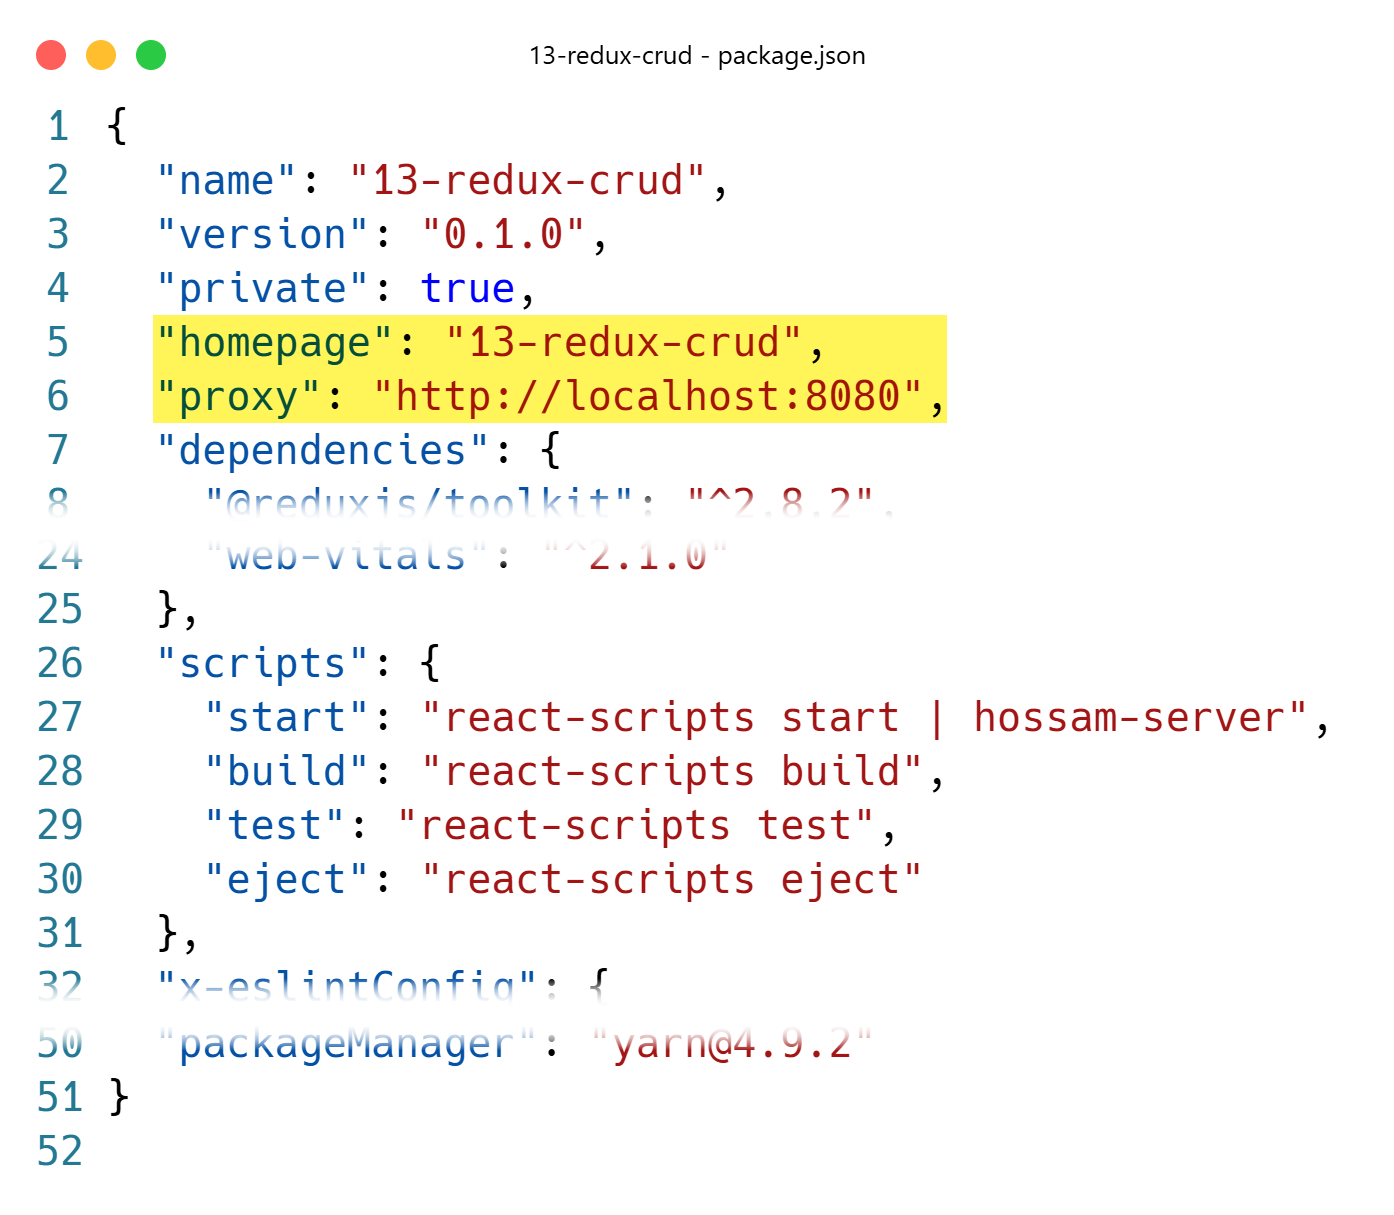 13-redux-crud - package.json
1 {
2 "name": "13-redux-crud",
3 "version": "0.1.0",
4 "private": true,
5 "homepage": "13-redux-crud",
6 "proxy": "http://localhost:8080",
7 "dependencies": {
8 "@reduxjs/toolkit": "^2.8.2",
24 "web-vitals": "^2.1.0"
25 },
26 "scripts": {
27 "start": "react-scripts start | hossam-server",
28 "build": "react-scripts build",
29 "test": "react-scripts test",
30 "eject": "react-scripts eject"
31 },
32 "x-eslintConfig": {
50 "packageManager": "yarn@4.9.2"
51 }
52